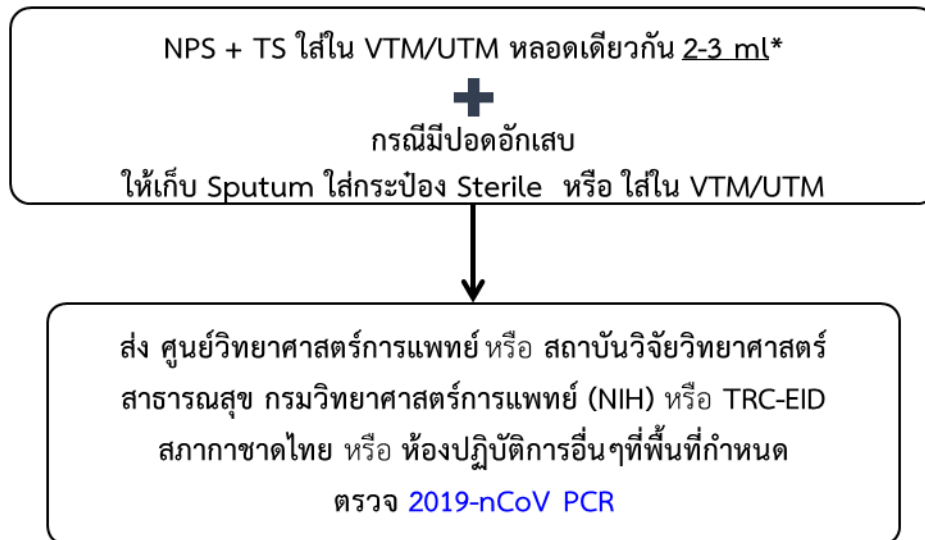 NPS + TS ใส่ใน VTM/UTM หลอดเดียวกัน 2-3 ml*
กรณีมีปอดอักเสบ
ให้เก็บ Sputum ใส่กระป๋อง Sterile หรือ ใส่ใน VTM/UTM
ส่ง ศูนย์วิทยาศาสตร์การแพทย์ หรือ สถาบันวิจัยวิทยาศาสตร์
สาธารณสุข กรมวิทยาศาสตร์การแพทย์ (NIH) หรือ TRC-EID
สภากาชาดไทย หรือ ห้องปฏิบัติการอื่นๆที่พื้นที่กำหนด
ตรวจ 2019-nCoV PCR